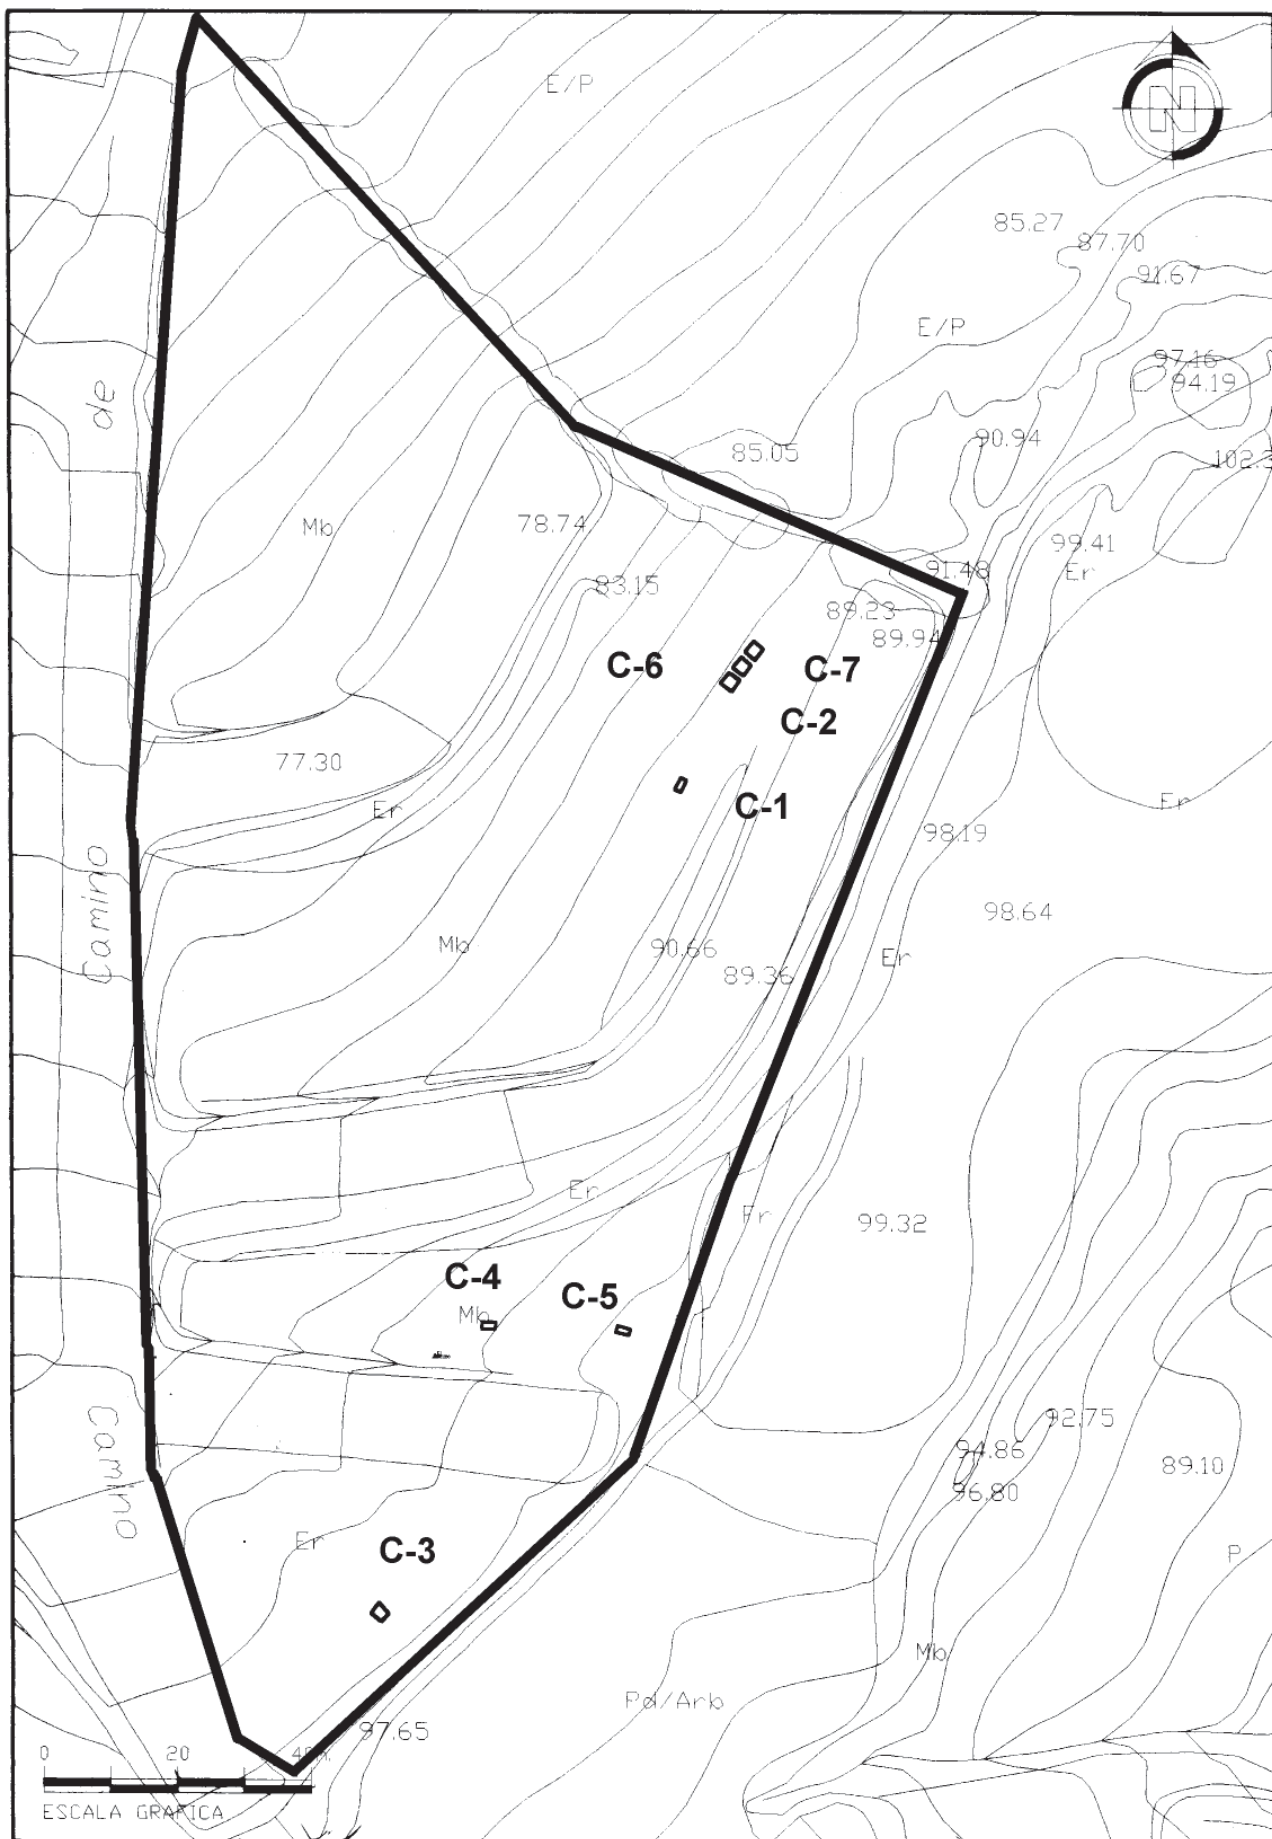 E/P
N
85.27
87.70
91.67
E/P
97.16
94.19
de
90.94
85.05
102.3
Mb
78.74
99.41
Er
91.48
83.15
89.23
89.94
C-6
C-7
C-2
77.30
C-1
Er
Er
98.19
Camino
98.64
Mb
90.66
89.36
Er
Er
Er
99.32
C-4
C-5
Mb
Camino
92.75
94.86
89.10
96.80
Er
C-3
P
Mb
Pd/Arb
97.65
0 20 40m.
ESCALA GRAFICA